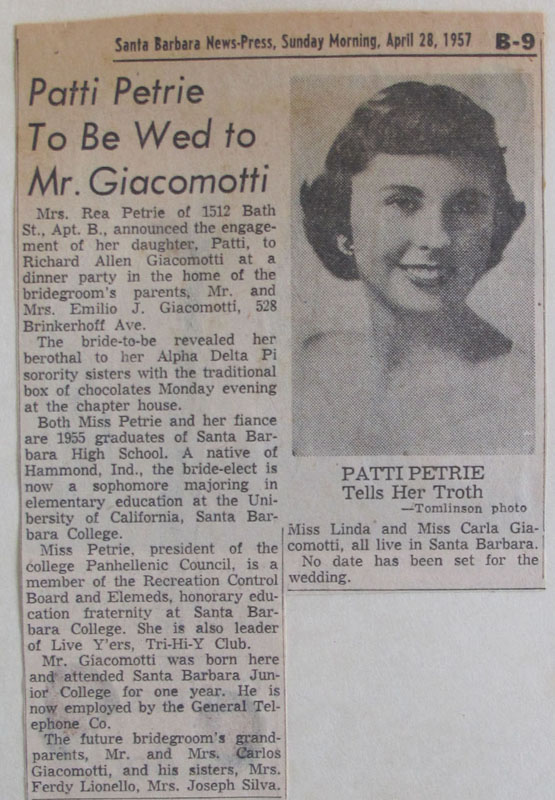 Santa Barbara News-Press, Sunday Morning, April 28, 1957 B-9
Patti Petrie
To Be Wed to
Mr. Giacomotti
Mrs. Rea Petrie of 1512 Bath
St., Apt. B., announced the engage-
ment of her daughter, Patti, to
Richard Allen Giacomotti at a
dinner party in the home of the
bridegroom's parents, Mr. and
Mrs. Emilio J. Giacomotti, 528
Brinkerhoff Ave.
The bride-to-be revealed her
berothal to her Alpha Delta Pi
sorority sisters with the traditional
box of chocolates Monday evening
at the chapter house.
Both Miss Petrie and her fiance
are 1955 graduates of Santa Bar-
bara High School. A native of
Hammond, Ind., the bride-elect is
now a sophomore majoring in
elementary education at the Uni-
bersity of California, Santa Bar-
bara College.
Miss Petrie, president of the
college Panhellenic Council, is a
member of the Recreation Control
Board and Elemeds, honorary edu-
cation fraternity at Santa Bar-
bara College. She is also leader
of Live Y'ers, Tri-Hi-Y Club.
Mr. Giacomotti was born here
and attended Santa Barbara Jun-
ior College for one year. He is
now employed by the General Tel-
ephone Co.
The future bridegroom's grand-
parents, Mr. and Mrs. Carlos
Giacomotti, and his sisters, Mrs.
Ferdy Lionello, Mrs. Joseph Silva.
PATTI PETRIE
Tells Her Troth
—Tomlinson photo
Miss Linda and Miss Carla Gia-
comotti, all live in Santa Barbara.
No date has been set for the
wedding.